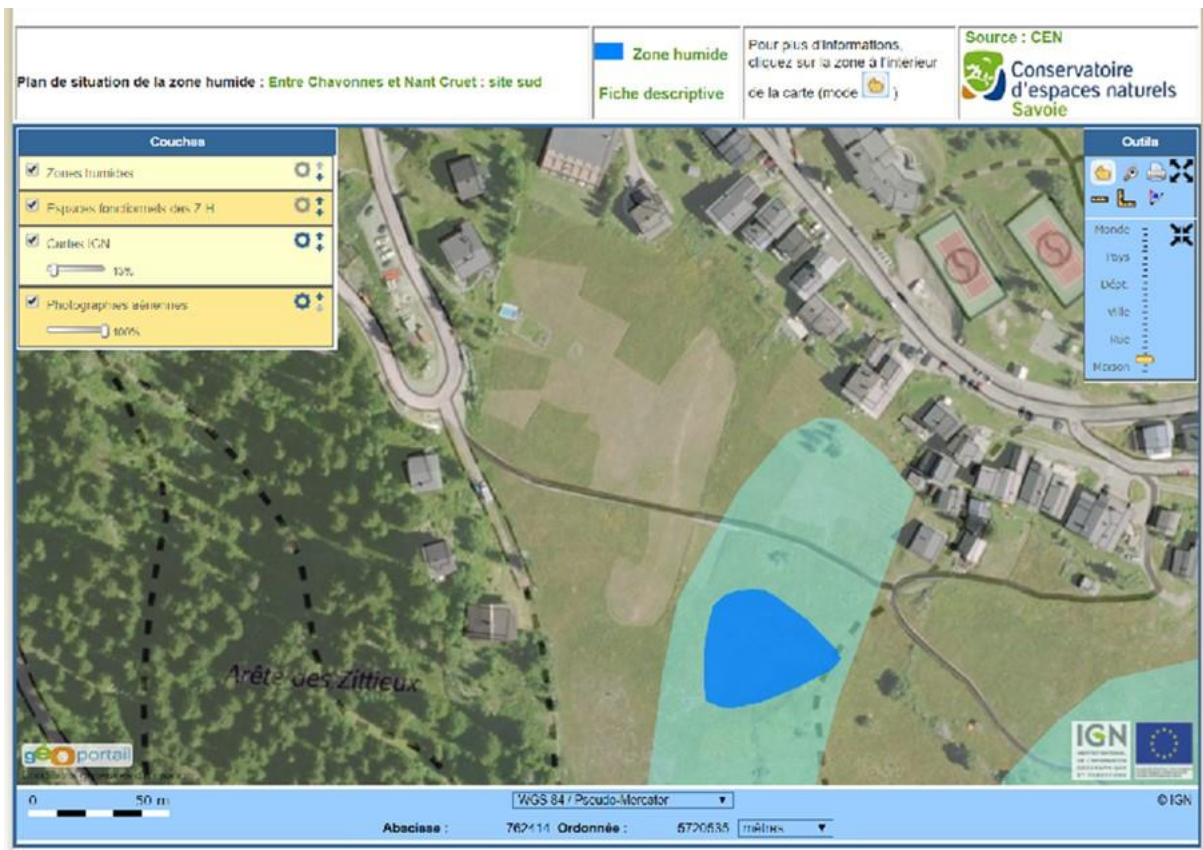 Plan de situation de la zone humide : Entre Chavonnes et Nant Cruet : site sud
Zone humide
Fiche descriptive
Pour plus d'informations,
cliquez sur la zone à l'intérieur
de la carte (mode )
Source : CEN
Conservatoire
d'espaces naturels
Savoie
Couches
Zones humides
Espaces fonctionnels des Z H
Cartes IGN
15%
Photographies aériennes
100%
Outils
Monde
Pays
Dépt.
Ville
Rue
Maison
Arête des Zittieux
géoportail
IGN
0 50 m
WGS 84 / Pseudo-Mercator
© IGN
Abscisse : 762414 Ordonnée : 5720535 mètres